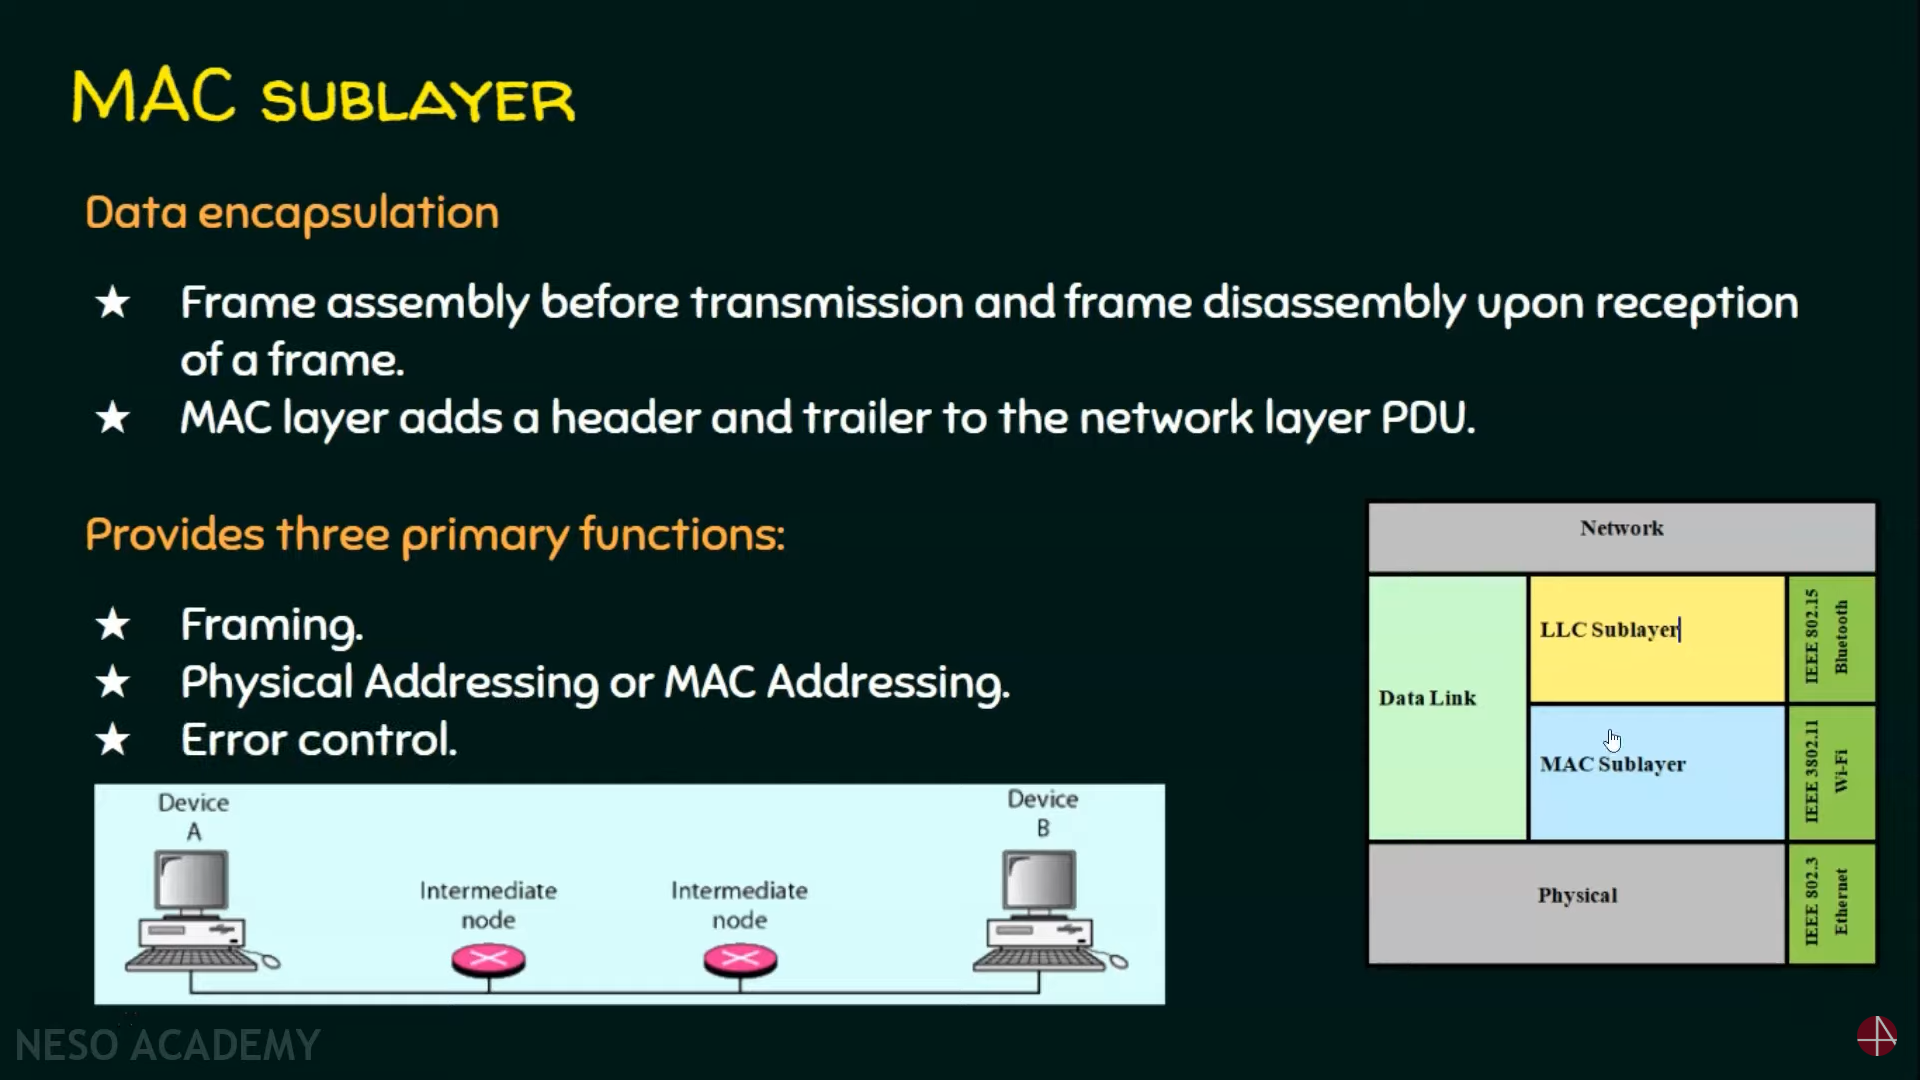 MAC SUBLAYER
Data encapsulation
★ Frame assembly before transmission and frame disassembly upon reception
of a frame.
★ MAC layer adds a header and trailer to the network layer PDU.
Provides three primary functions:
★ Framing.
★ Physical Addressing or MAC Addressing.
★ Error control.
Device
A
Intermediate
node
Intermediate
node
Device
B
Network
Data Link
LLC Sublayer
MAC Sublayer
Physical
IEEE 802.15
Bluetooth
IEEE 3802.11
Wi-Fi
IEEE 802.3
Ethernet
NESO ACADEMY